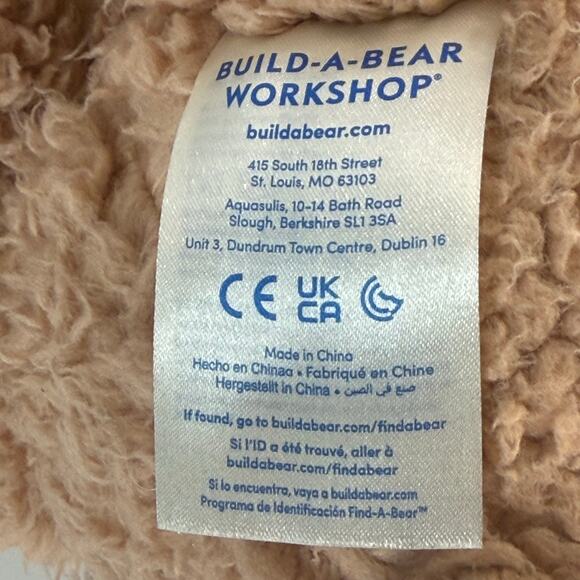 BUILD-A-BEAR
WORKSHOP®
buildabear.com
415 South 18th Street
St. Louis, MO 63103
Aquasulis, 10-14 Bath Road
Slough, Berkshire SL1 3SA
Unit 3, Dundrum Town Centre, Dublin 16
CE UK CA
Made in China
Hecho en Chinaa • Fabriqué en Chine
Hergestellt in China • صنع في الصين
If found, go to buildabear.com/findabear
Si l'ID a été trouvé, aller à
buildabear.com/findabear
Si lo encuentra, vaya a buildabear.com
Programa de Identificación Find-A-Bear™